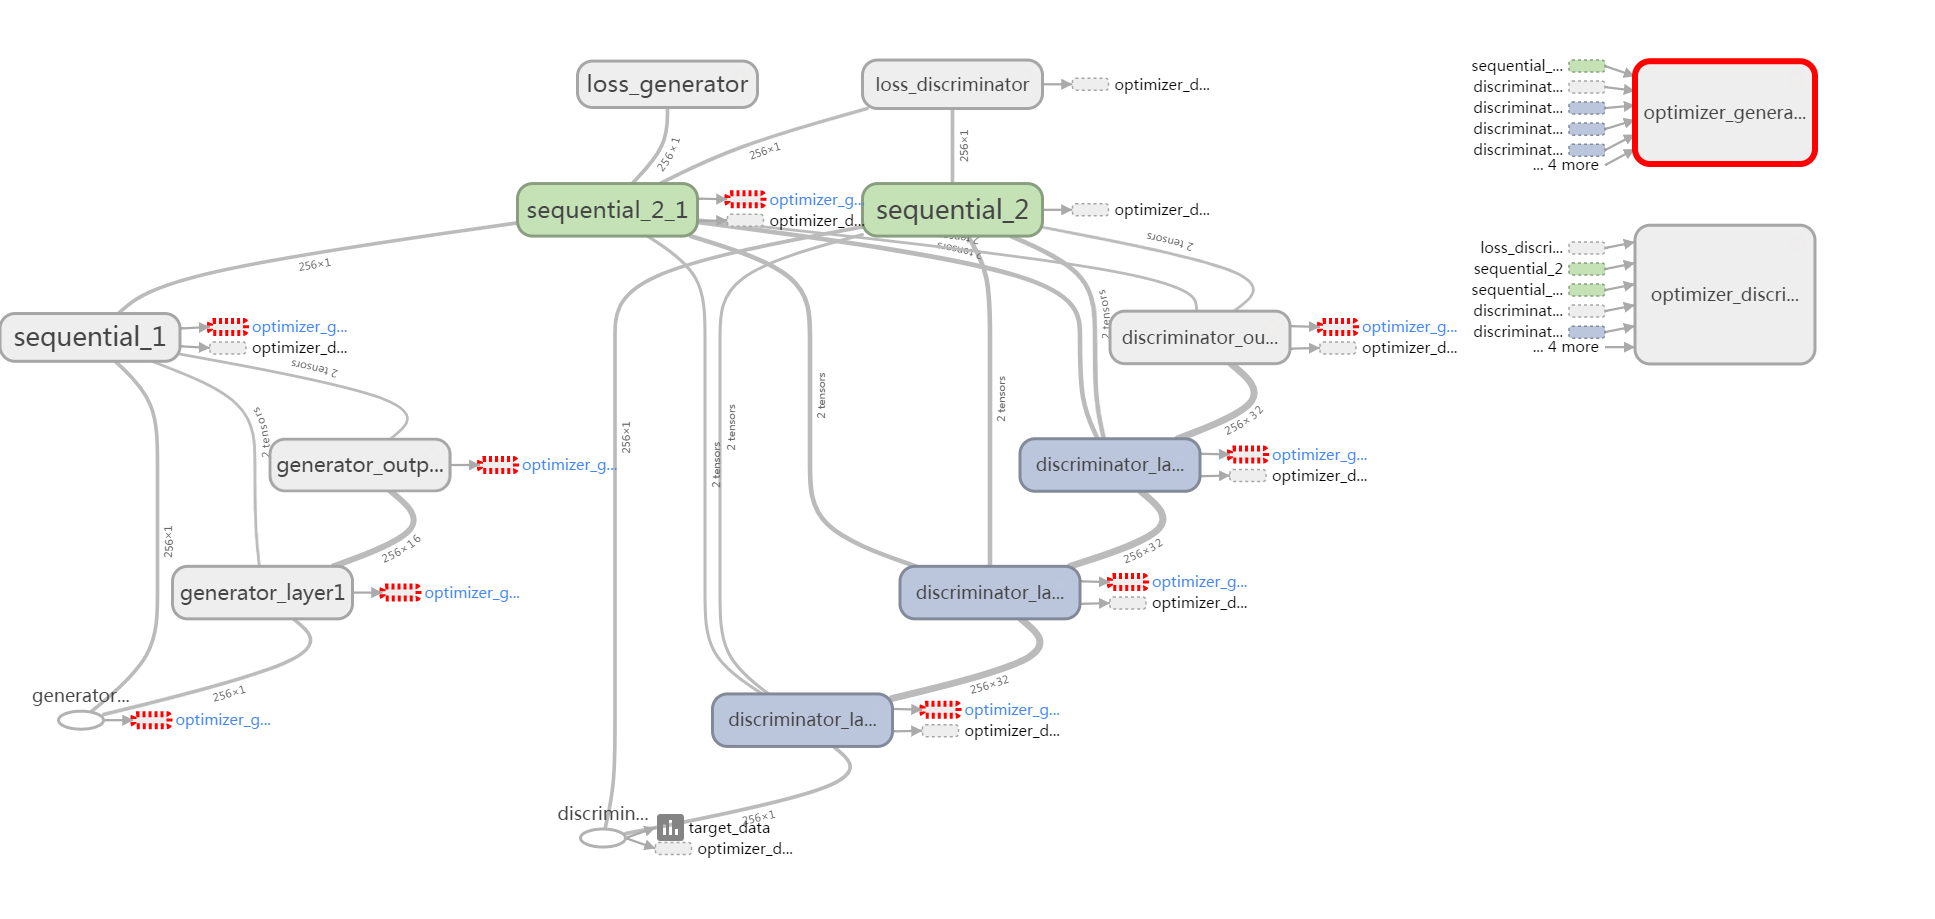 loss_generator
loss_discriminator
optimizer_d...
sequential_...
discriminat...
discriminat...
discriminat...
discriminat...
... 4 more
optimizer_genera...
256×1
256×1
256×1
sequential_2_1
optimizer_g...
optimizer_d...
sequential_2
optimizer_d...
2 tensors
2 tensors
2 tensors
loss_discri...
sequential_2
sequential_...
discriminat...
discriminat...
... 4 more
optimizer_discri...
256×1
sequential_1
optimizer_g...
optimizer_d...
2 tensors
2 tensors
discriminator_ou...
optimizer_g...
optimizer_d...
2 tensors
generator_outp...
optimizer_g...
256×1
2 tensors
2 tensors
2 tensors
2 tensors
256×32
discriminator_la...
optimizer_g...
optimizer_d...
256×1
256×16
256×32
generator_layer1
optimizer_g...
discriminator_la...
optimizer_g...
optimizer_d...
256×1
256×32
generator...
optimizer_g...
discriminator_la...
optimizer_g...
optimizer_d...
discrimin...
256×1
target_data
optimizer_d...